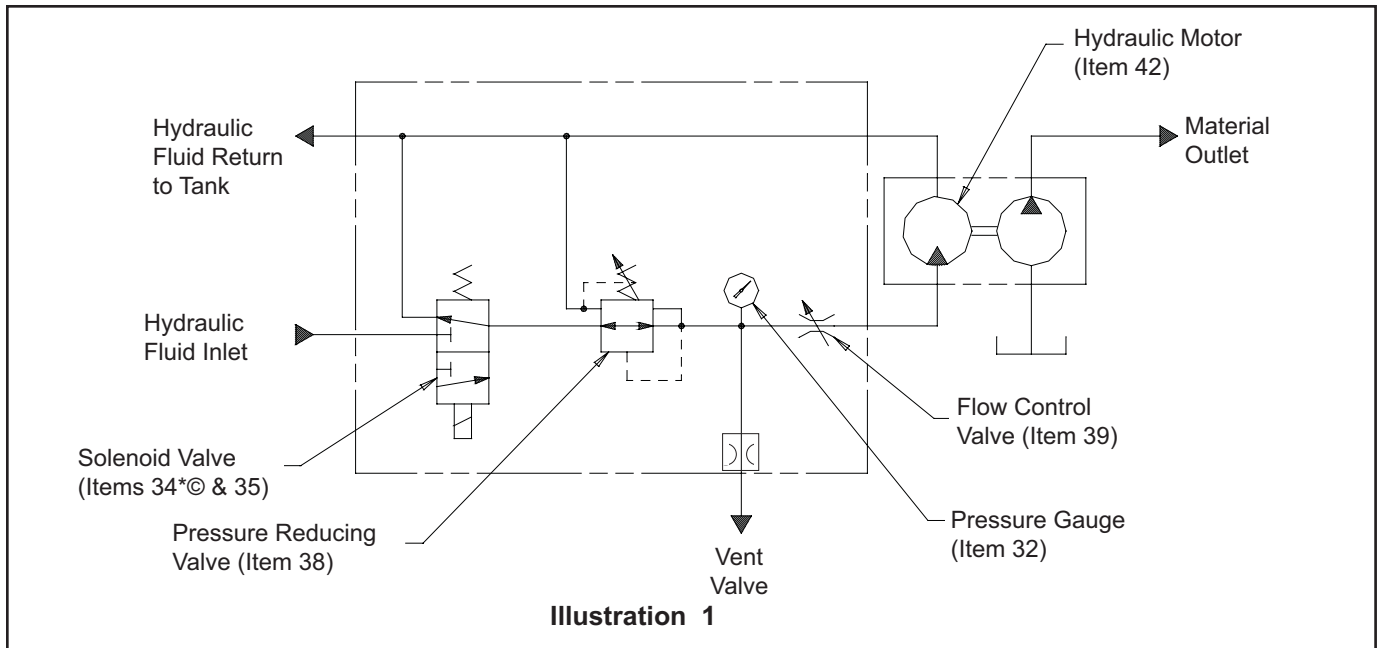 Hydraulic Motor
(Item 42)
Hydraulic
Fluid Return
to Tank
Material
Outlet
Hydraulic
Fluid Inlet
Flow Control
Valve (Item 39)
Solenoid Valve
(Items 34*© & 35)
Pressure Reducing
Valve (Item 38)
Pressure Gauge
(Item 32)
Vent
Valve
Illustration 1